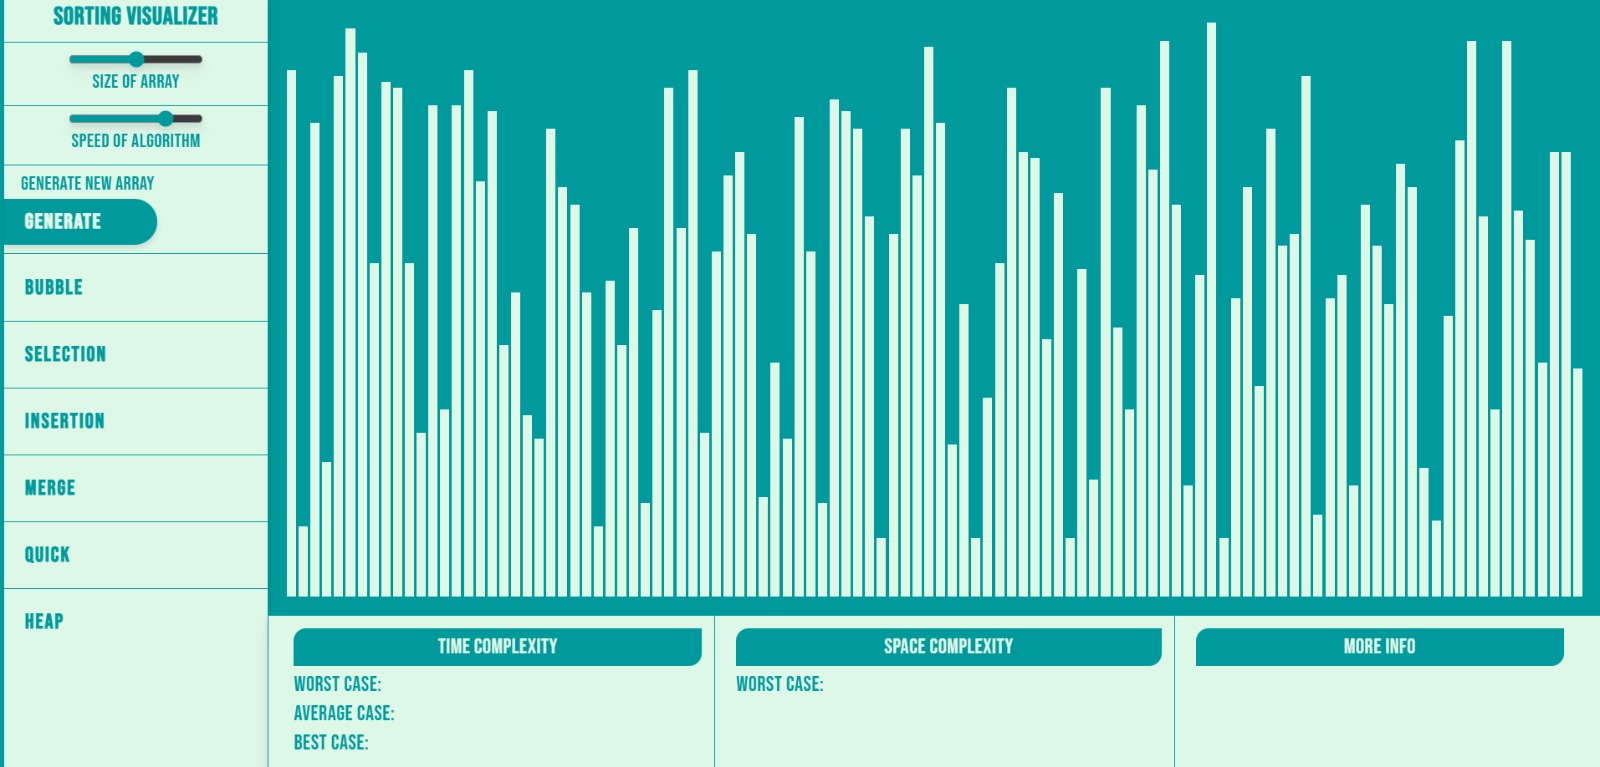 SORTING VISUALIZER
SIZE OF ARRAY
SPEED OF ALGORITHM
GENERATE NEW ARRAY
GENERATE
BUBBLE
SELECTION
INSERTION
MERGE
QUICK
HEAP
TIME COMPLEXITY
WORST CASE:
AVERAGE CASE:
BEST CASE:
SPACE COMPLEXITY
WORST CASE:
MORE INFO